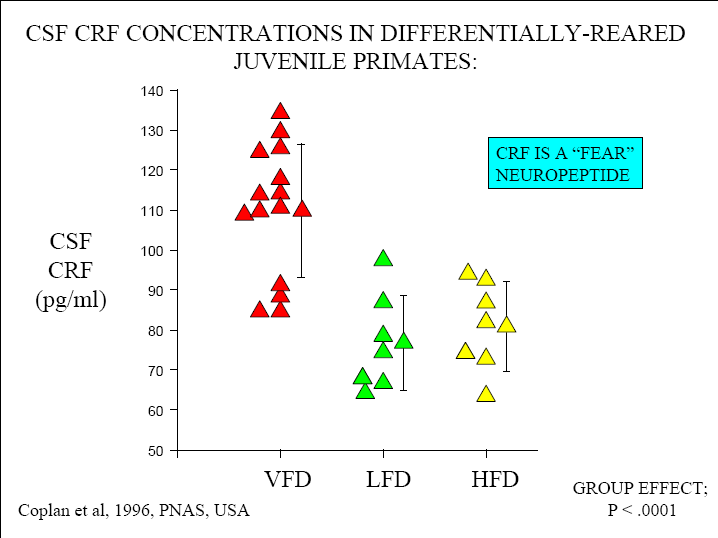 CSF CRF CONCENTRATIONS IN DIFFERENTIALLY-REARED
JUVENILE PRIMATES:
140
130
120
110
100
90
80
70
60
50
CRF IS A “FEAR”
NEUROPEPTIDE
CSF
CRF
(pg/ml)
VFD LFD HFD
GROUP EFFECT;
P < .0001
Coplan et al, 1996, PNAS, USA